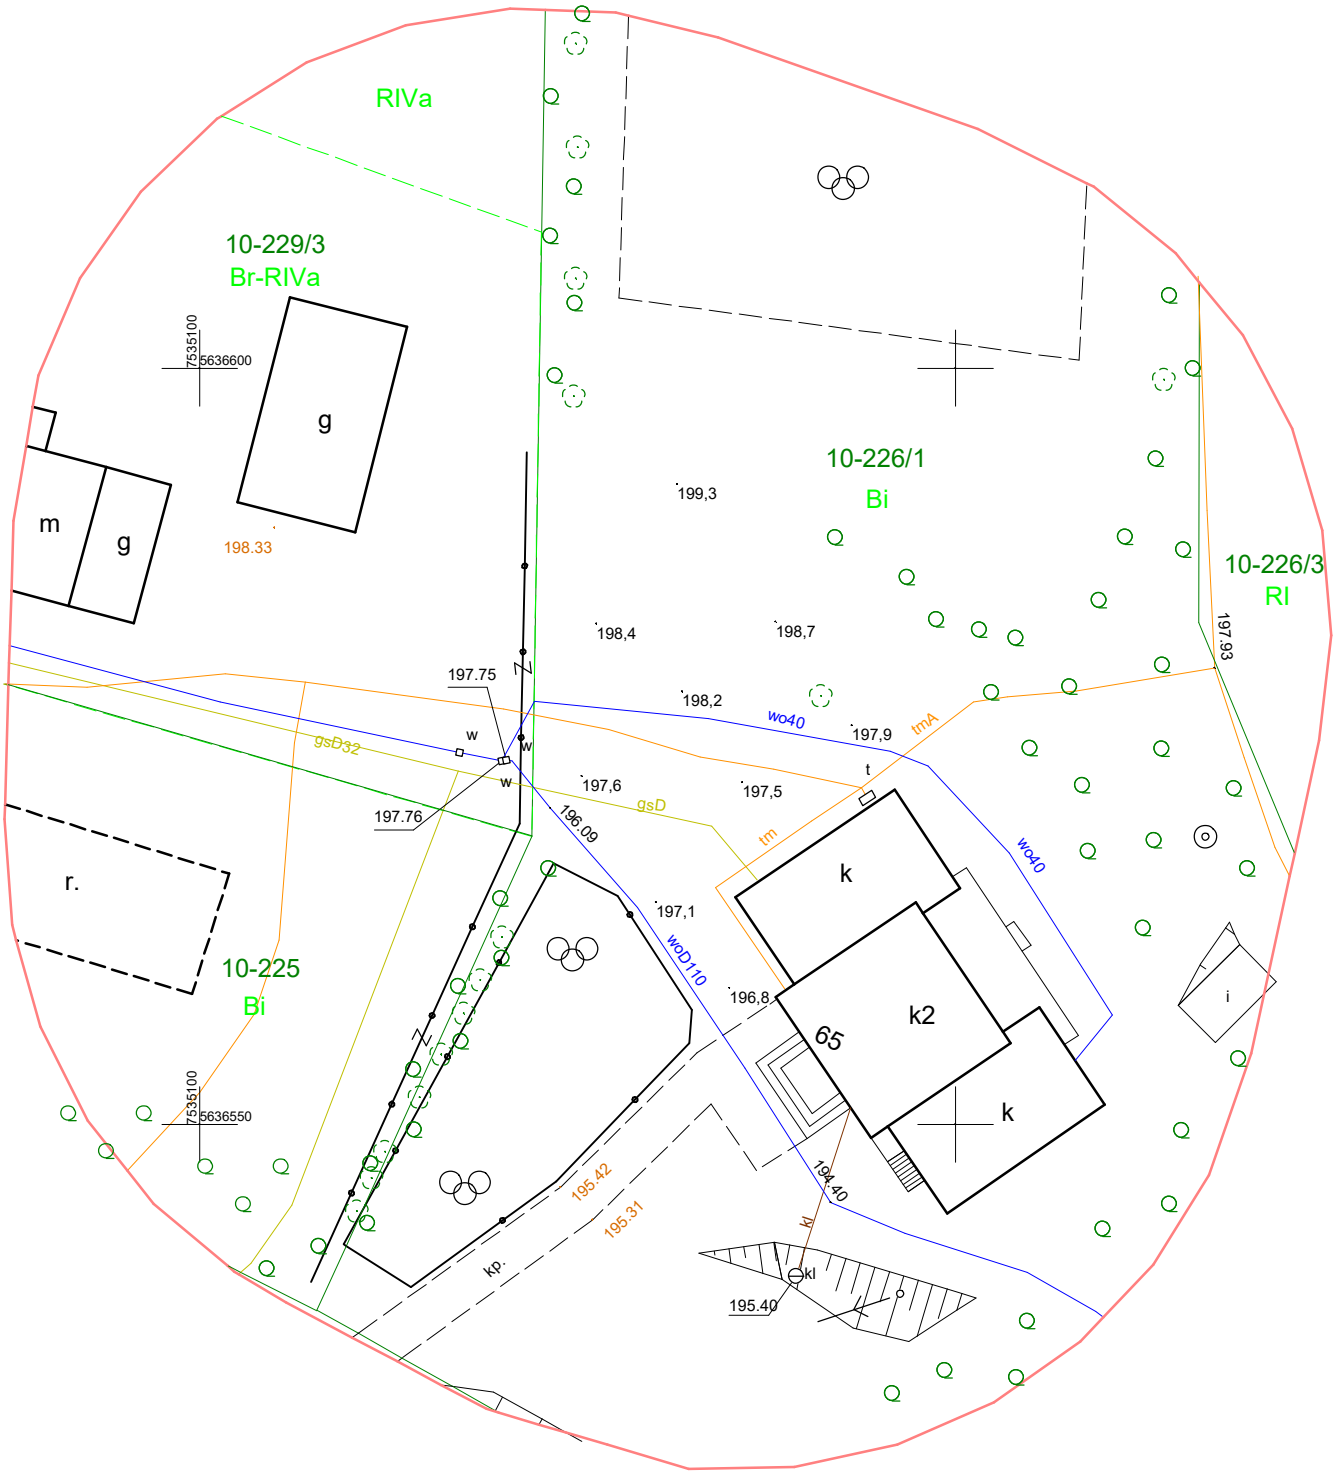 RIVa
10-229/3
Br-RIVa
7535100
5636600
g
m
g
198.33
10-226/1
Bi
199,3
10-226/3
RI
198,4
198,7
197.93
197.75
198,2
wo40
197,9
tmA
w
w
gsD32
w
t
197,6
197,5
gsD
197.76
196.09
tm
wo40
r.
k
197,1
woD110
10-225
Bi
196,8
k2
65
i
7535100
5636550
k
194.40
195.42
195.31
kl
kp.
kl
195.40